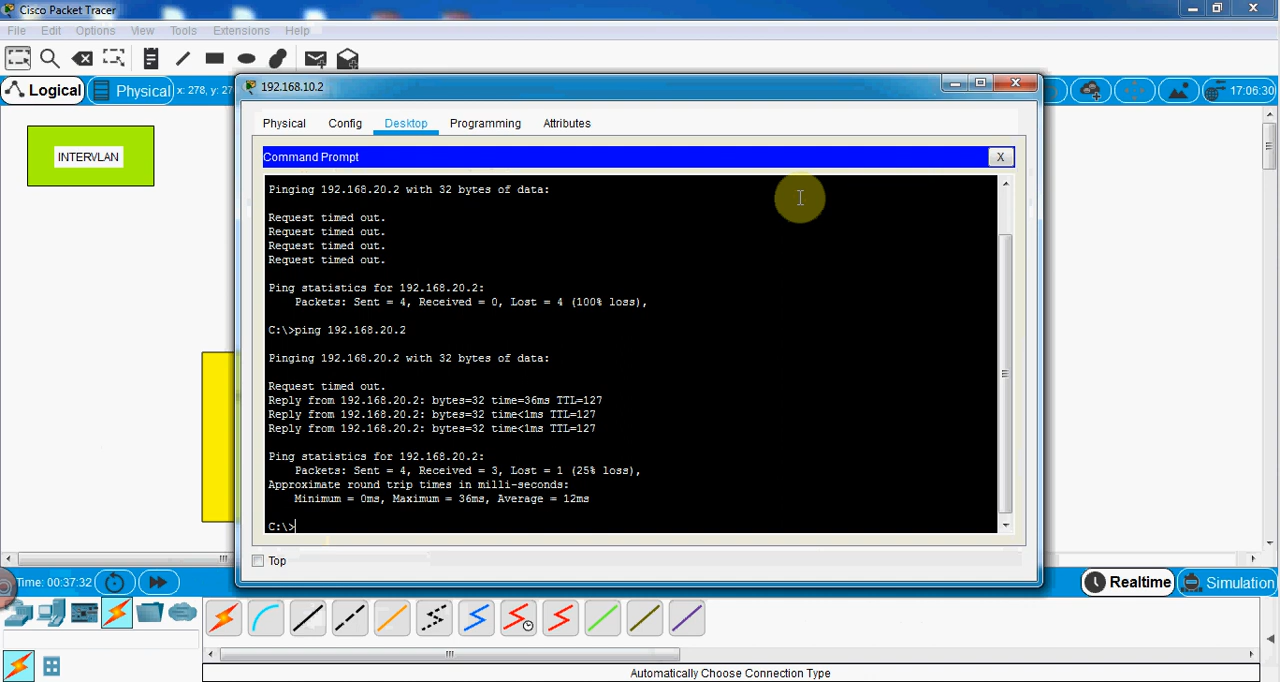 Cisco Packet Tracer
File Edit Options View Tools Extensions Help
Logical
Physical
x: 278, y: 27
17:06:30
INTERVLAN
192.168.10.2
Physical Config Desktop Programming Attributes
Command Prompt
X
Pinging 192.168.20.2 with 32 bytes of data:
Request timed out.
Request timed out.
Request timed out.
Request timed out.
Ping statistics for 192.168.20.2:
Packets: Sent = 4, Received = 0, Lost = 4 (100% loss),
C:\>ping 192.168.20.2
Pinging 192.168.20.2 with 32 bytes of data:
Request timed out.
Reply from 192.168.20.2: bytes=32 time=36ms TTL=127
Reply from 192.168.20.2: bytes=32 time<1ms TTL=127
Reply from 192.168.20.2: bytes=32 time<1ms TTL=127
Ping statistics for 192.168.20.2:
Packets: Sent = 4, Received = 3, Lost = 1 (25% loss),
Approximate round trip times in milli-seconds:
Minimum = 0ms, Maximum = 36ms, Average = 12ms
C:\>
Top
Time: 00:37:32
Realtime
Simulation
Automatically Choose Connection Type